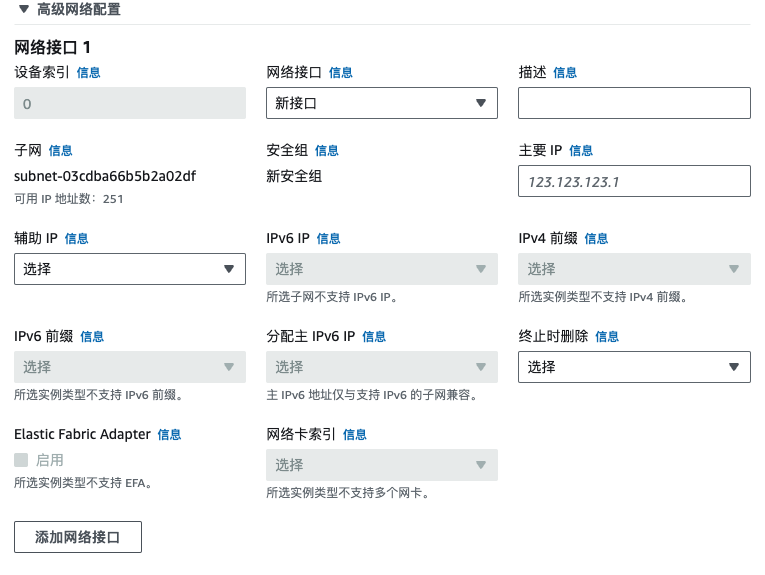 高级网络配置
网络接口 1
设备索引 信息
网络接口 信息
描述 信息
0
新接口
子网 信息
安全组 信息
主要 IP 信息
subnet-03cdba66b5b2a02df
新安全组
123.123.123.1
可用 IP 地址数：251
辅助 IP 信息
IPv6 IP 信息
IPv4 前缀 信息
选择
选择
选择
所选子网不支持 IPv6 IP。
所选实例类型不支持 IPv4 前缀。
IPv6 前缀 信息
分配主 IPv6 IP 信息
终止时删除 信息
选择
选择
选择
所选实例类型不支持 IPv6 前缀。
主 IPv6 地址仅与支持 IPv6 的子网兼容。
Elastic Fabric Adapter 信息
网络卡索引 信息
启用
选择
所选实例类型不支持 EFA。
所选实例类型不支持多个网卡。
添加网络接口